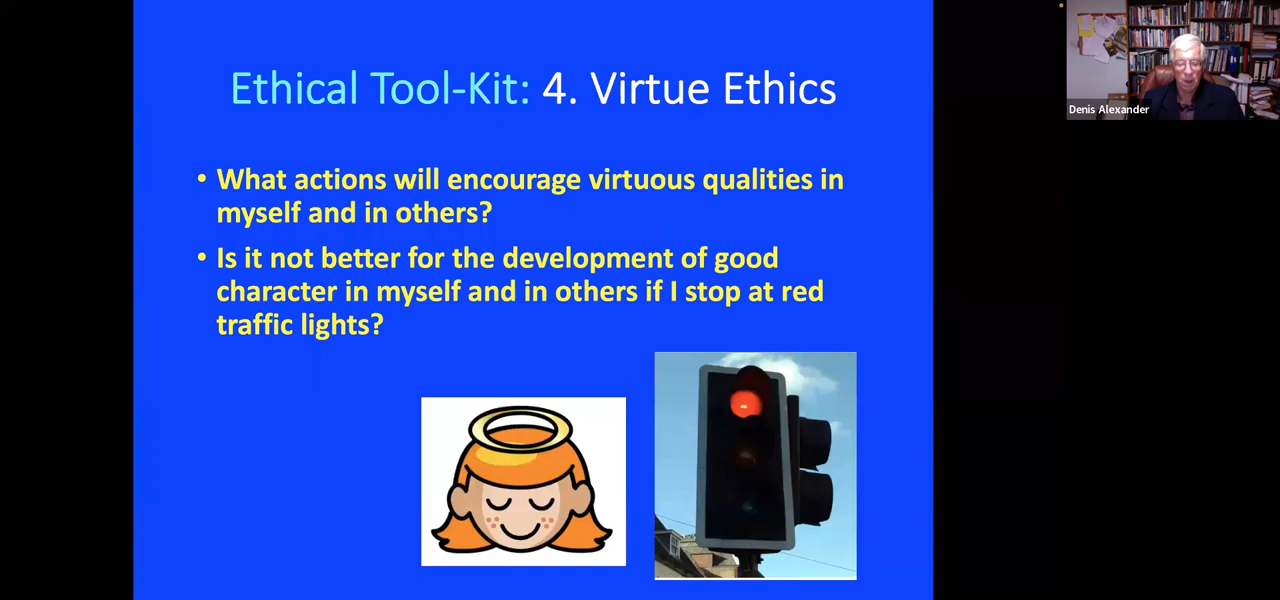 Ethical Tool-Kit: 4. Virtue Ethics
• What actions will encourage virtuous qualities in
myself and in others?
• Is it not better for the development of good
character in myself and in others if I stop at red
traffic lights?
Denis Alexander